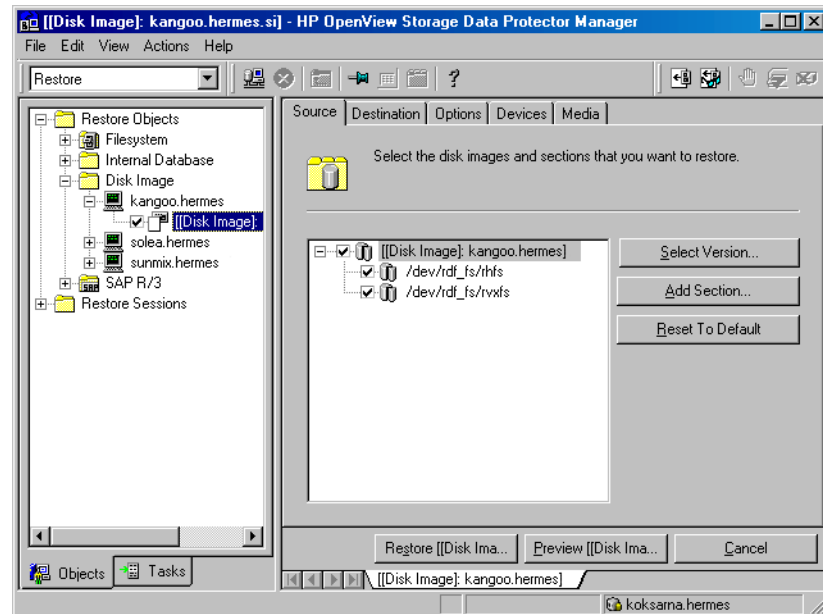 [[Disk Image]: kangoo.hermes.si] - HP OpenView Storage Data Protector Manager
File Edit View Actions Help
Restore
Restore Objects
Filesystem
Internal Database
Disk Image
kangoo.hermes
[[Disk Image]:
solea.hermes
sunmix.hermes
SAP R/3
Restore Sessions
Objects
Tasks
Source Destination Options Devices Media
Select the disk images and sections that you want to restore.
[[Disk Image]: kangoo.hermes]
/dev/rdf_fs/rhfs
/dev/rdf_fs/rvxfs
Select Version...
Add Section...
Reset To Default
Restore [[Disk Ima... Preview [[Disk Ima... Cancel
[[Disk Image]: kangoo.hermes]
koksarna.hermes